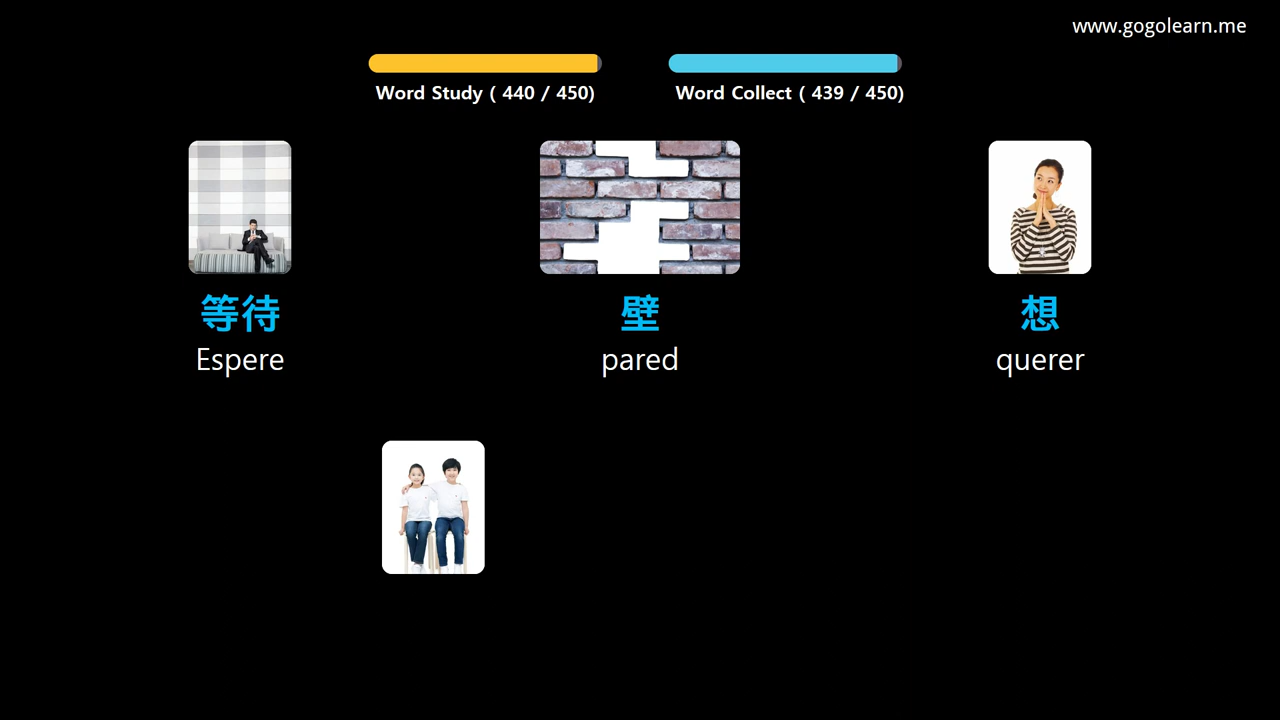 www.gogolearn.me
Word Study ( 440 / 450)
Word Collect ( 439 / 450)
等待
Espere
壁
pared
想
querer